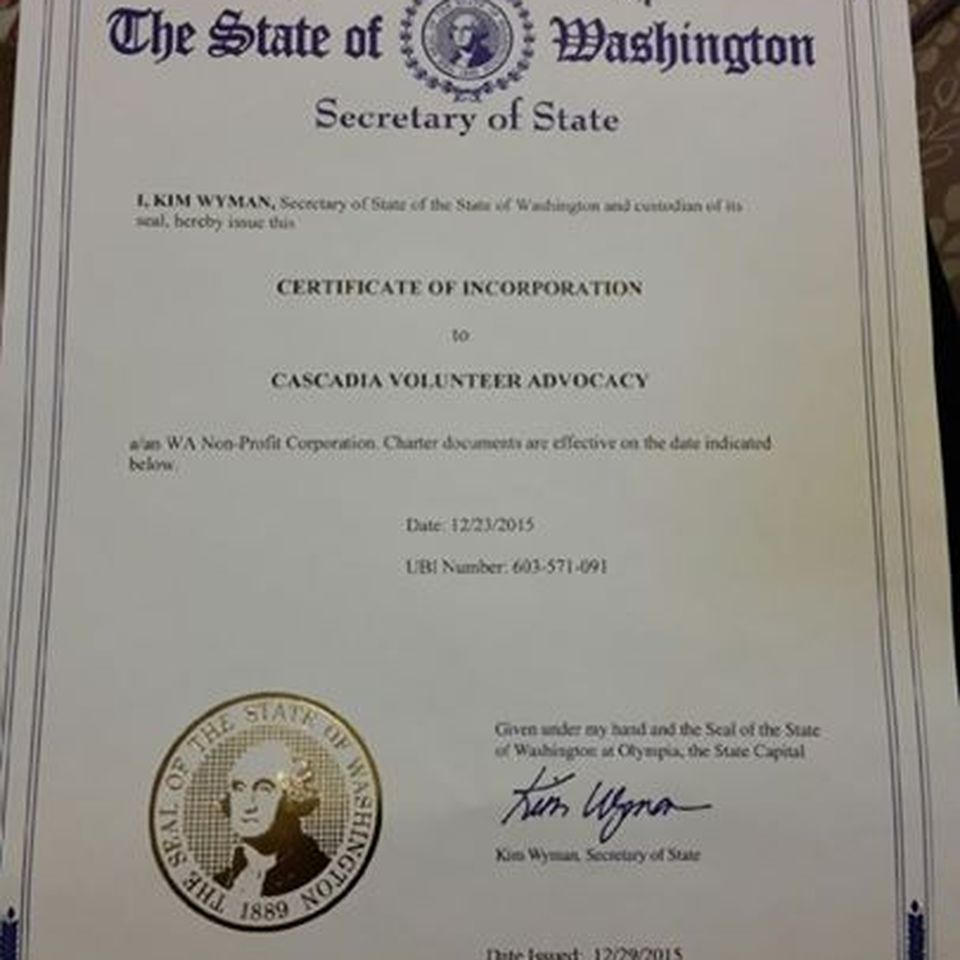 The State of Washington
Secretary of State
I, KIM WYMAN, Secretary of State of the State of Washington and custodian of its
seal, hereby issue this
CERTIFICATE OF INCORPORATION
to
CASCADIA VOLUNTEER ADVOCACY
a/an WA Non-Profit Corporation. Charter documents are effective on the date indicated
below.
Date: 12/23/2015
UBI Number: 603-571-091
THE SEAL OF THE STATE OF WASHINGTON
1889
Given under my hand and the Seal of the State
of Washington at Olympia, the State Capital
Kim Wyman
Kim Wyman, Secretary of State
Date Issued: 12/29/2015